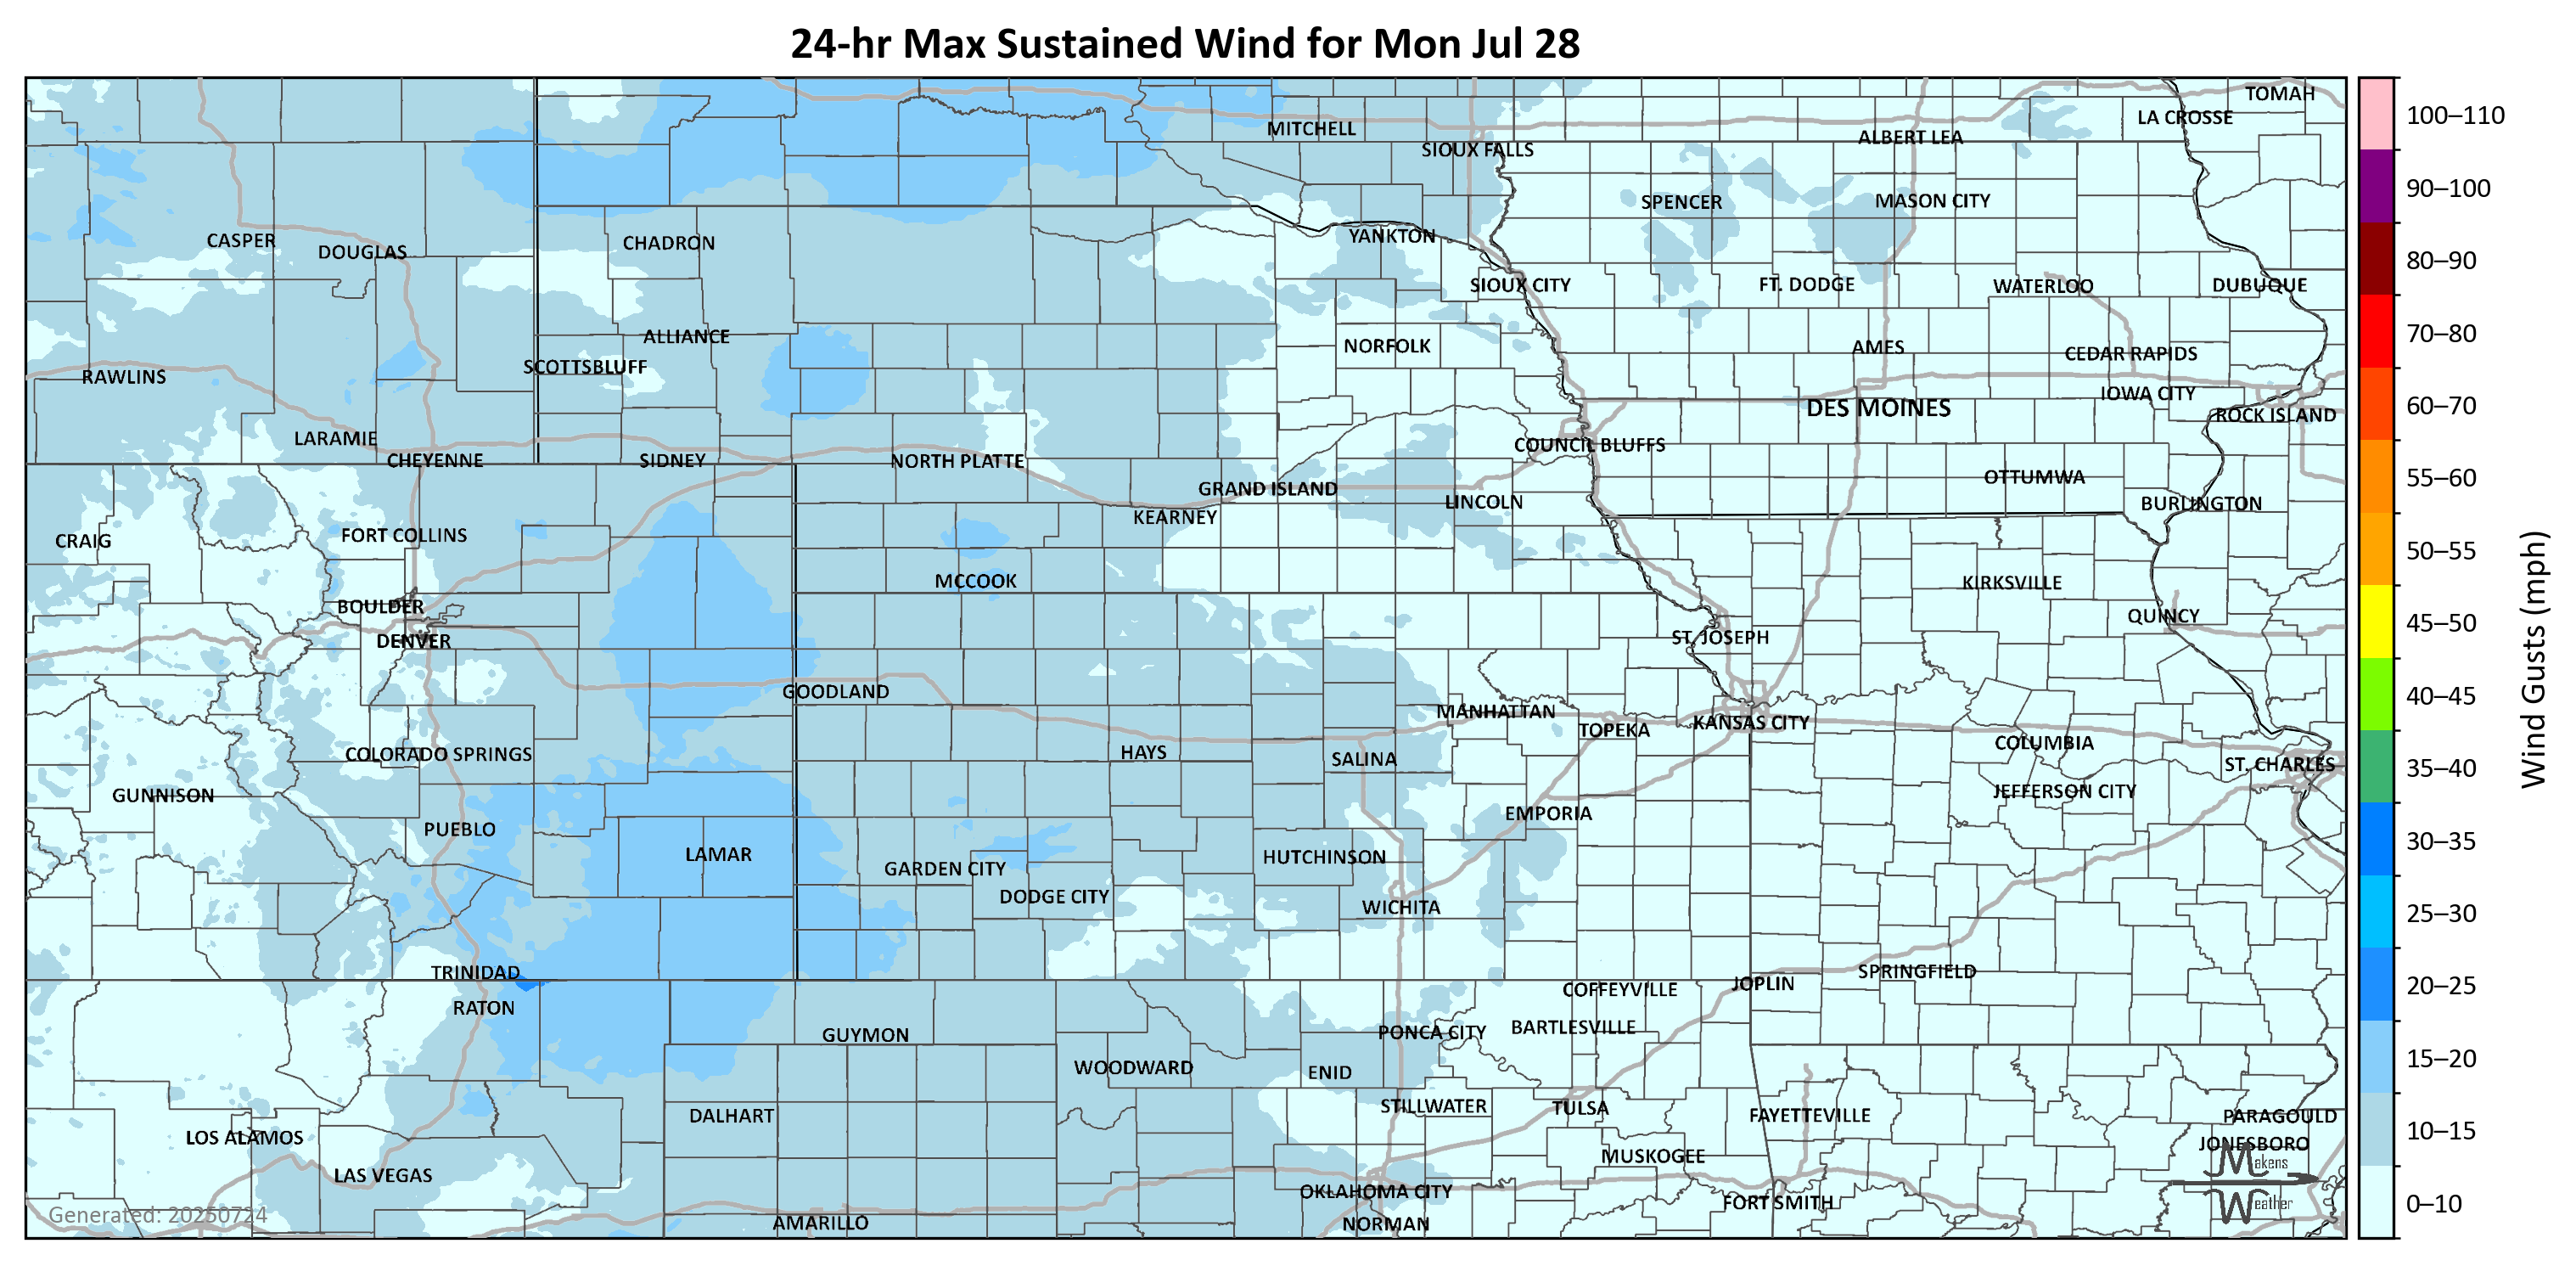 24-hr Max Sustained Wind for Mon Jul 28
TOMAH
LA CROSSE
MITCHELL
ALBERT LEA
SIOUX FALLS
SPENCER
MASON CITY
CASPER
DOUGLAS
CHADRON
YANKTON
SIOUX CITY
FT. DODGE
WATERLOO
DUBUQUE
ALLIANCE
NORFOLK
AMES
CEDAR RAPIDS
SCOTTSBLUFF
RAWLINS
IOWA CITY
DES MOINES
ROCK ISLAND
LARAMIE
COUNCIL BLUFFS
CHEYENNE
SIDNEY
NORTH PLATTE
OTTUMWA
GRAND ISLAND
LINCOLN
BURLINGTON
KEARNEY
FORT COLLINS
CRAIG
MCCOOK
KIRKSVILLE
BOULDER
QUINCY
DENVER
ST. JOSEPH
GOODLAND
MANHATTAN
TOPEKA
KANSAS CITY
COLUMBIA
COLORADO SPRINGS
HAYS
SALINA
ST. CHARLES
GUNNISON
JEFFERSON CITY
EMPORIA
PUEBLO
LAMAR
HUTCHINSON
GARDEN CITY
DODGE CITY
WICHITA
TRINIDAD
SPRINGFIELD
JOPLIN
COFFEYVILLE
RATON
BARTLESVILLE
PONCA CITY
GUYMON
WOODWARD
ENID
STILLWATER
TULSA
DALHART
FAYETTEVILLE
PARAGOULD
LOS ALAMOS
JONESBORO
MUSKOGEE
LAS VEGAS
OKLAHOMA CITY
FORT SMITH
AMARILLO
NORMAN
Generated: 20250724
Makens
Weather
100–110
90–100
80–90
70–80
60–70
55–60
50–55
45–50
40–45
35–40
30–35
25–30
20–25
15–20
10–15
0–10
Wind Gusts (mph)